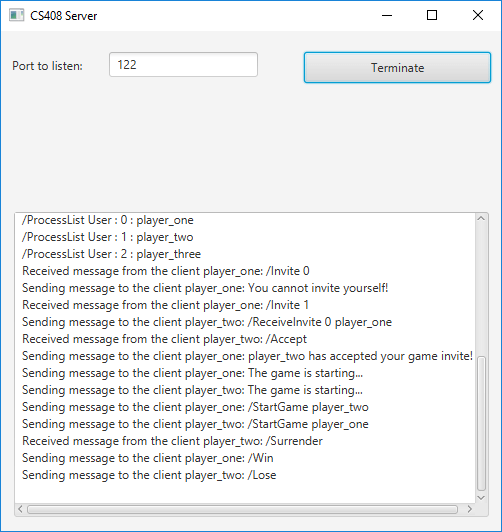 CS408 Server
Port to listen: 122 Terminate
/ProcessList User : 0 : player_one
/ProcessList User : 1 : player_two
/ProcessList User : 2 : player_three
Received message from the client player_one: /Invite 0
Sending message to the client player_one: You cannot invite yourself!
Received message from the client player_one: /Invite 1
Sending message to the client player_two: /ReceiveInvite 0 player_one
Received message from the client player_two: /Accept
Sending message to the client player_one: player_two has accepted your game invite!
Sending message to the client player_one: The game is starting...
Sending message to the client player_two: The game is starting...
Sending message to the client player_one: /StartGame player_two
Sending message to the client player_two: /StartGame player_one
Received message from the client player_two: /Surrender
Sending message to the client player_one: /Win
Sending message to the client player_two: /Lose